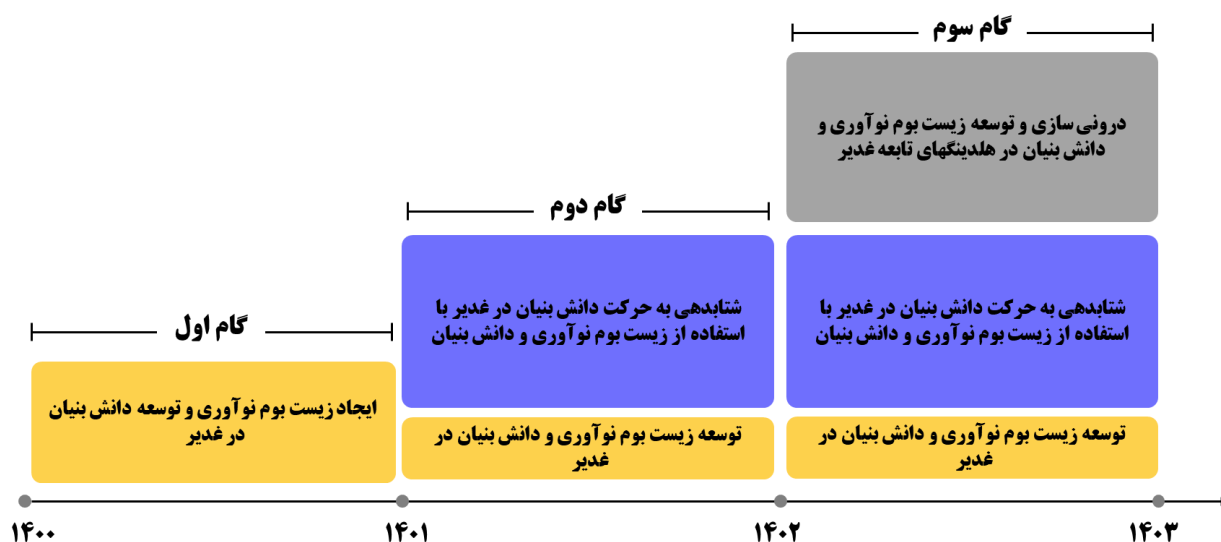 گام سوم
درونی سازی و توسعه زیست بوم نوآوری و
دانش بنیان در هلدینگهای تابعه غدیر
گام دوم
شتابدهی به حرکت دانش بنیان در غدیر با
استفاده از زیست بوم نوآوری و دانش بنیان
شتابدهی به حرکت دانش بنیان در غدیر با
استفاده از زیست بوم نوآوری و دانش بنیان
گام اول
ایجاد زیست بوم نوآوری و توسعه دانش بنیان
در غدیر
توسعه زیست بوم نوآوری و دانش بنیان در
غدیر
توسعه زیست بوم نوآوری و دانش بنیان در
غدیر
۱۴۰۰
۱۴۰۱
۱۴۰۲
۱۴۰۳